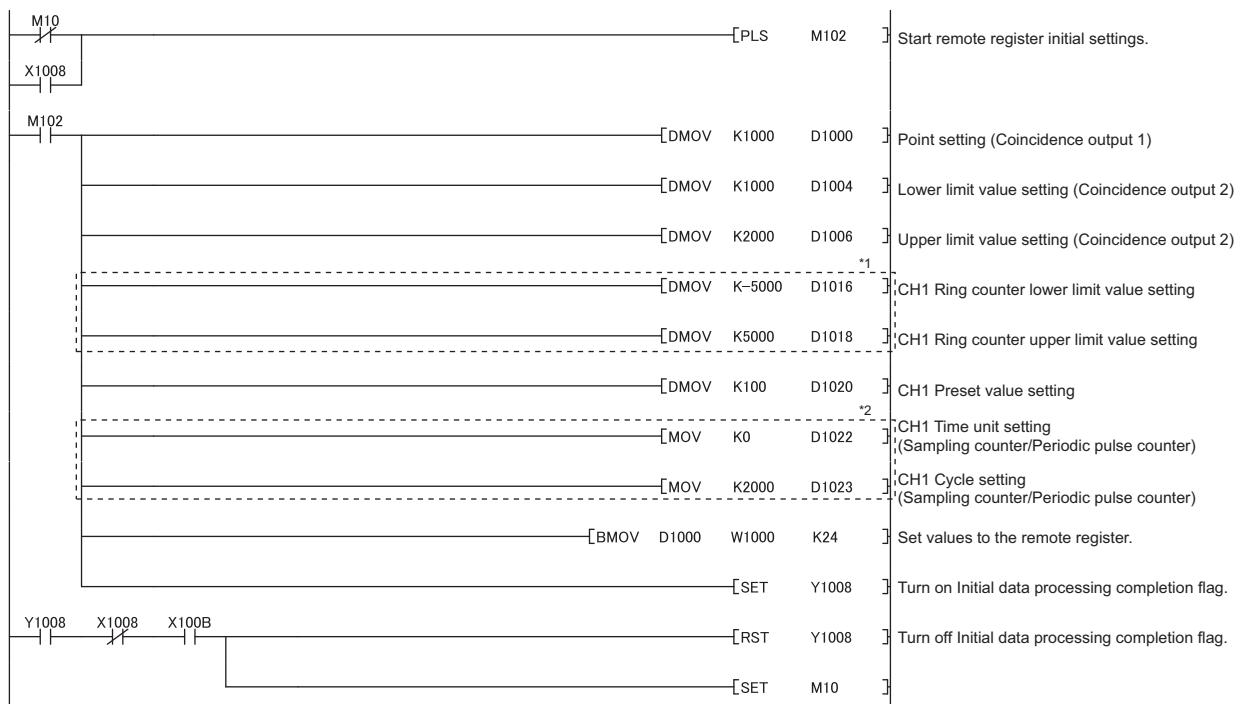 M10
[PLS M102 ] Start remote register initial settings.
X1008
M102
[DMOV K1000 D1000 ] Point setting (Coincidence output 1)
[DMOV K1000 D1004 ] Lower limit value setting (Coincidence output 2)
[DMOV K2000 D1006 ] Upper limit value setting (Coincidence output 2)
*1
[DMOV K-5000 D1016 ] CH1 Ring counter lower limit value setting
[DMOV K5000 D1018 ] CH1 Ring counter upper limit value setting
[DMOV K100 D1020 ] CH1 Preset value setting
*2
[MOV K0 D1022 ] CH1 Time unit setting
(Sampling counter/Periodic pulse counter)
[MOV K2000 D1023 ] CH1 Cycle setting
(Sampling counter/Periodic pulse counter)
[BMOV D1000 W1000 K24 ] Set values to the remote register.
[SET Y1008 ] Turn on Initial data processing completion flag.
Y1008 X1008 X100B
[RST Y1008 ] Turn off Initial data processing completion flag.
[SET M10 ]